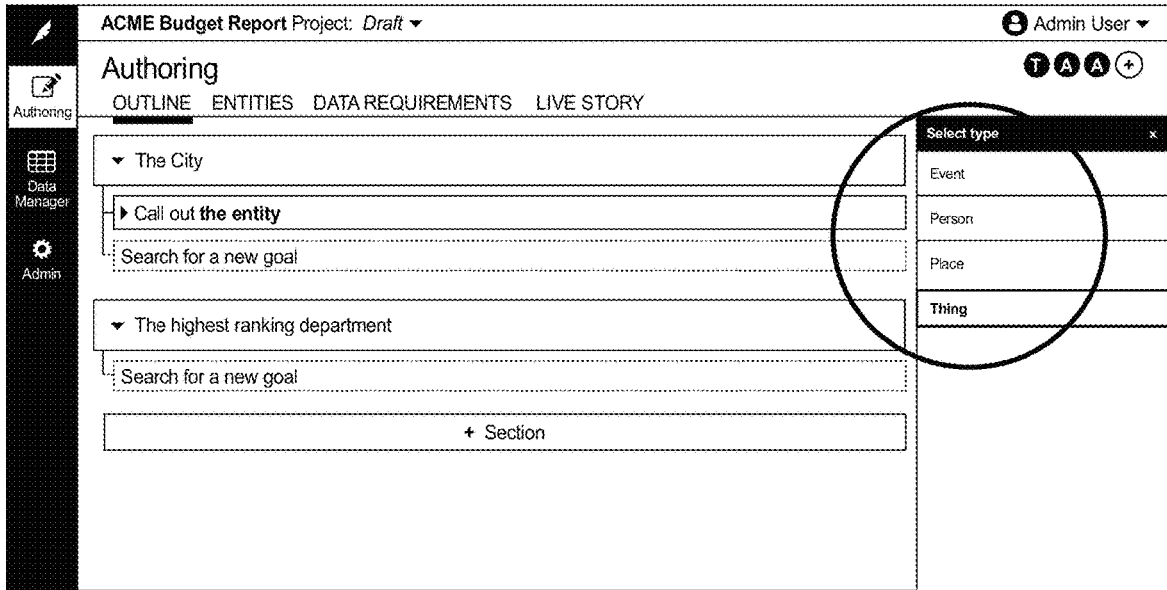 ACME Budget Report Project: Draft
Admin User
Authoring
T A A +
OUTLINE ENTITIES DATA REQUIREMENTS LIVE STORY
Authoring
Data
Manager
Admin
The City
Call out the entity
Search for a new goal
The highest ranking department
Search for a new goal
+ Section
Select type x
Event
Person
Place
Thing